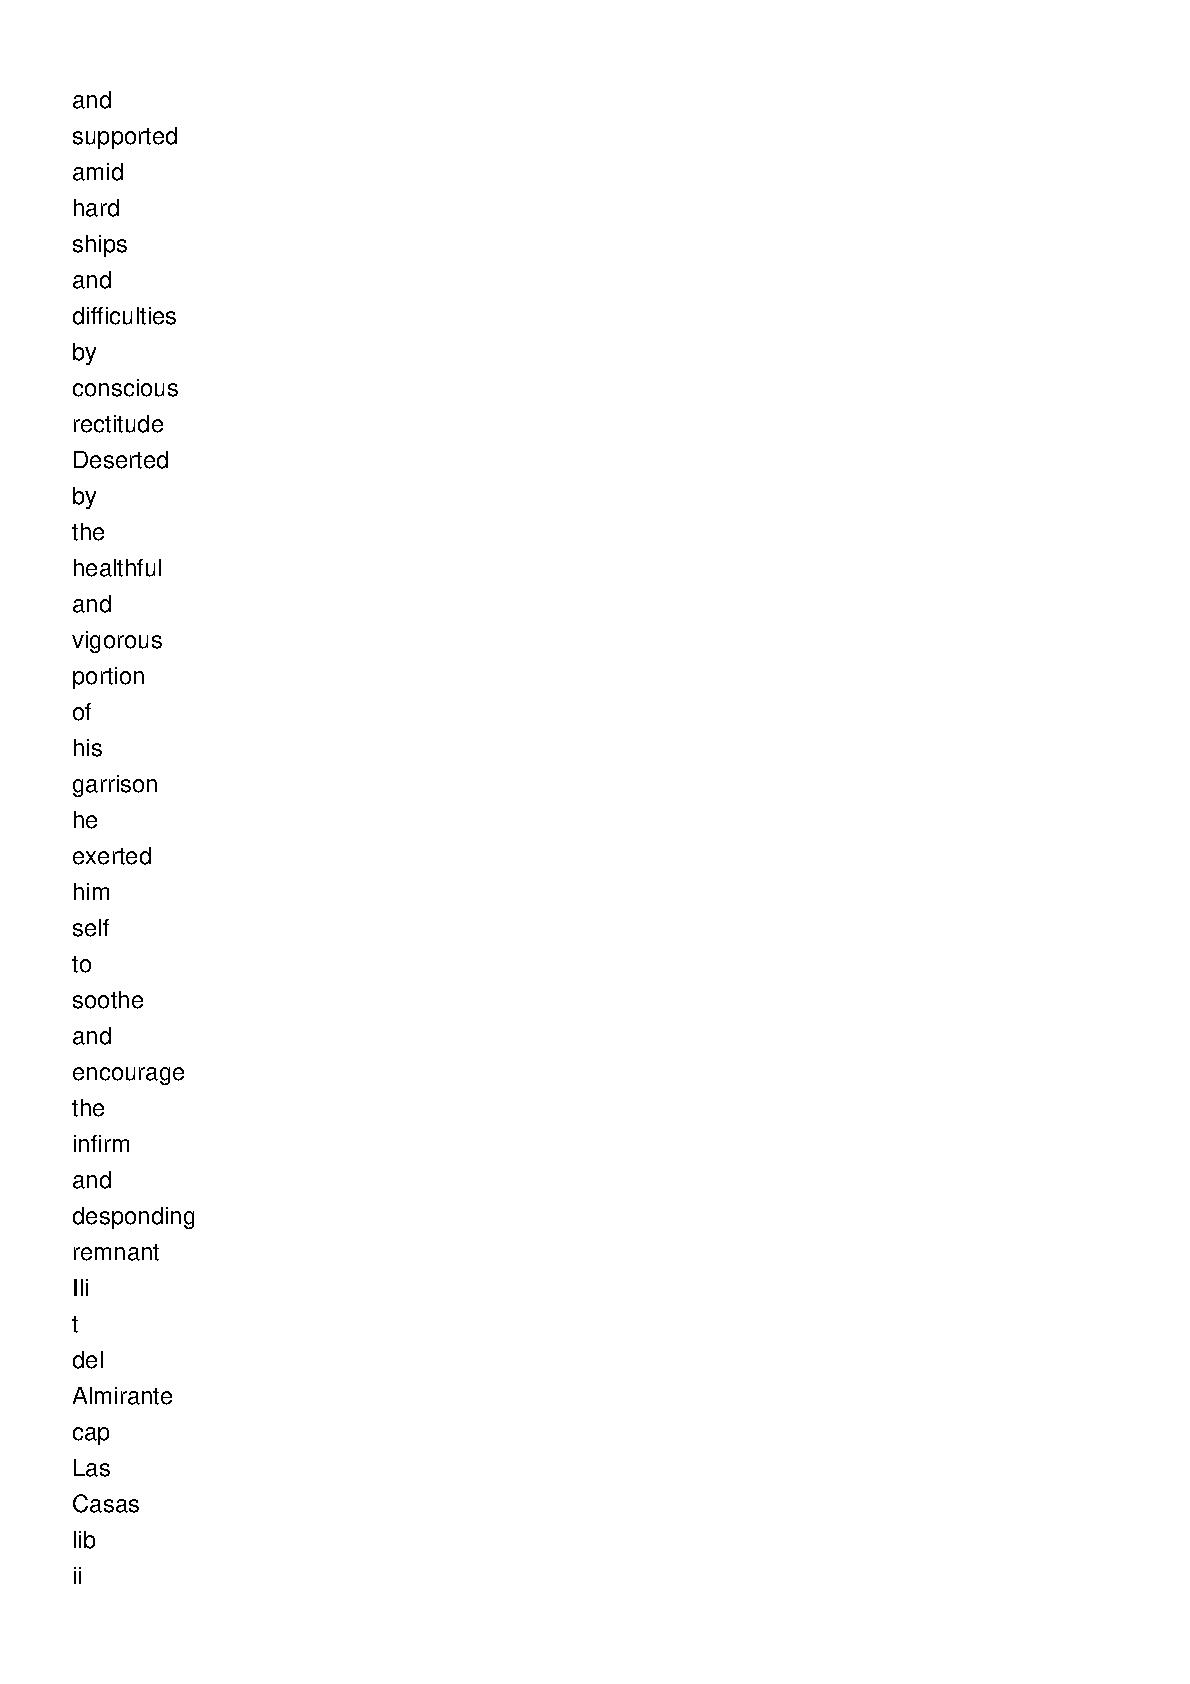 and
supported
amid
hard
ships
and
difficulties
by
conscious
rectitude
Deserted
by
the
healthful
and
vigorous
portion
of
his
garrison
he
exerted
him
self
to
soothe
and
encourage
the
infirm
and
desponding
remnant
Ili
t
del
Almirante
cap
Las
Casas
lib
ii